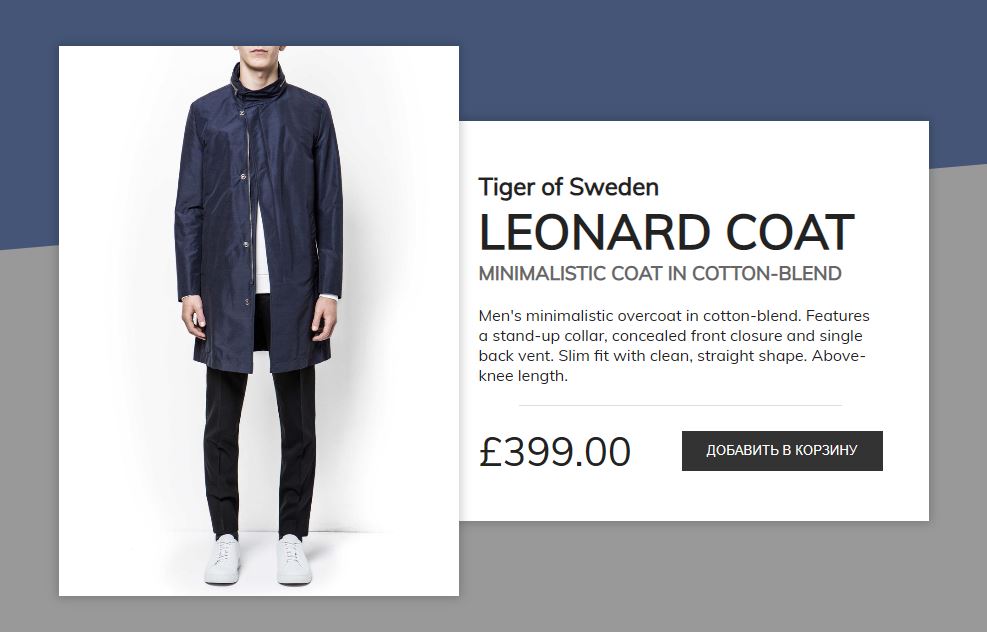 Tiger of Sweden
LEONARD COAT
MINIMALISTIC COAT IN COTTON-BLEND
Men's minimalistic overcoat in cotton-blend. Features
a stand-up collar, concealed front closure and single
back vent. Slim fit with clean, straight shape. Above-
knee length.
£399.00
ДОБАВИТЬ В КОРЗИНУ